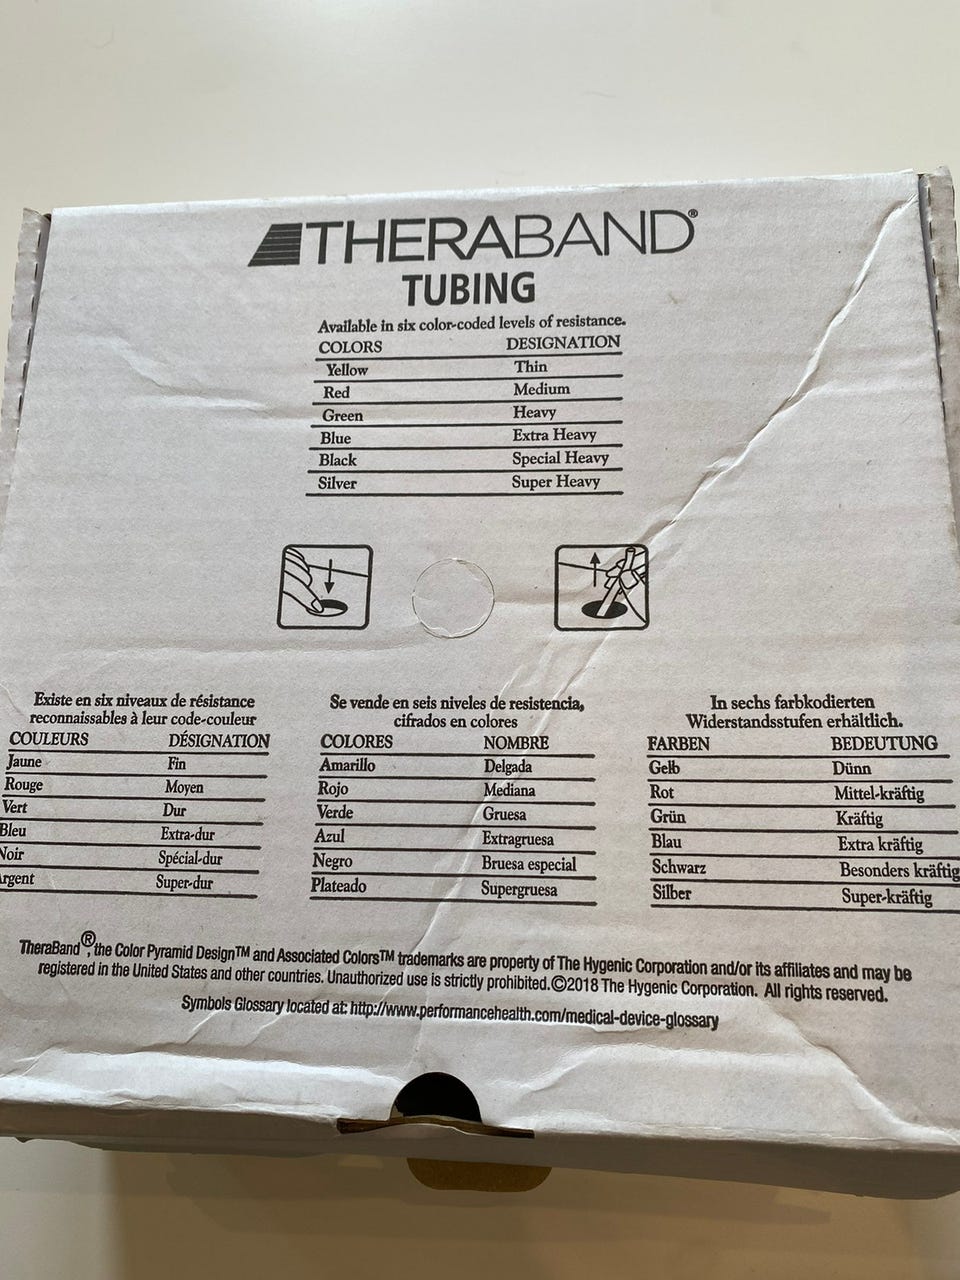 THERABAND®
TUBING
Available in six color-coded levels of resistance.
COLORS DESIGNATION
Yellow Thin
Red Medium
Green Heavy
Blue Extra Heavy
Black Special Heavy
Silver Super Heavy
Existe en six niveaux de résistance
reconnaissables à leur code-couleur
COULEURS DÉSIGNATION
Jaune Fin
Rouge Moyen
Vert Dur
Bleu Extra-dur
Noir Spécial-dur
Argent Super-dur
Se vende en seis niveles de resistencia,
cifrados en colores
COLORES NOMBRE
Amarillo Delgada
Rojo Mediana
Verde Gruesa
Azul Extragruesa
Negro Bruesa especial
Plateado Supergruesa
In sechs farbkodierten
Widerstandsstufen erhältlich.
FARBEN BEDEUTUNG
Gelb Dünn
Rot Mittel-kräftig
Grün Kräftig
Blau Extra kräftig
Schwarz Besonders kräftig
Silber Super-kräftig
TheraBand®, the Color Pyramid Design™ and Associated Colors™ trademarks are property of The Hygenic Corporation and/or its affiliates and may be
registered in the United States and other countries. Unauthorized use is strictly prohibited.©2018 The Hygenic Corporation. All rights reserved.
Symbols Glossary located at: http://www.performancehealth.com/medical-device-glossary